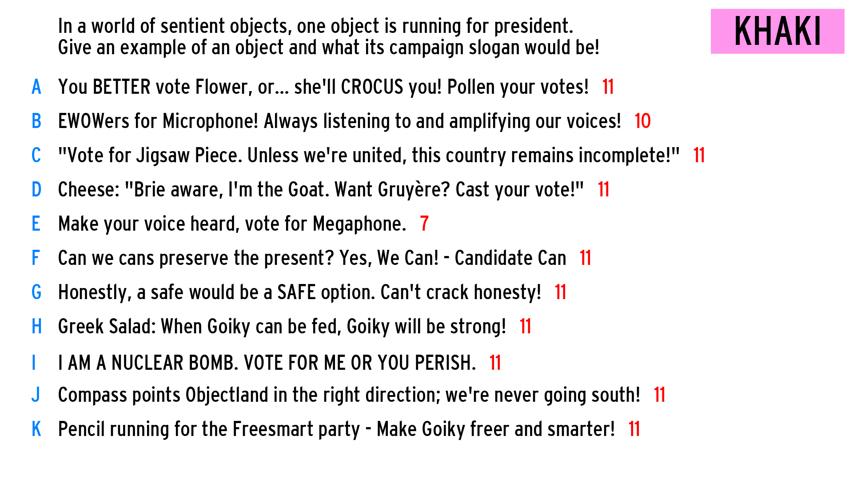 In a world of sentient objects, one object is running for president.
Give an example of an object and what its campaign slogan would be!
KHAKI
A You BETTER vote Flower, or... she'll CROCUS you! Pollen your votes! 11
B EWOWers for Microphone! Always listening to and amplifying our voices! 10
C "Vote for Jigsaw Piece. Unless we're united, this country remains incomplete!" 11
D Cheese: "Brie aware, I'm the Goat. Want Gruyère? Cast your vote!" 11
E Make your voice heard, vote for Megaphone. 7
F Can we cans preserve the present? Yes, We Can! - Candidate Can 11
G Honestly, a safe would be a SAFE option. Can't crack honesty! 11
H Greek Salad: When Goiky can be fed, Goiky will be strong! 11
I I AM A NUCLEAR BOMB. VOTE FOR ME OR YOU PERISH. 11
J Compass points Objectland in the right direction; we're never going south! 11
K Pencil running for the Freesmart party - Make Goiky freer and smarter! 11